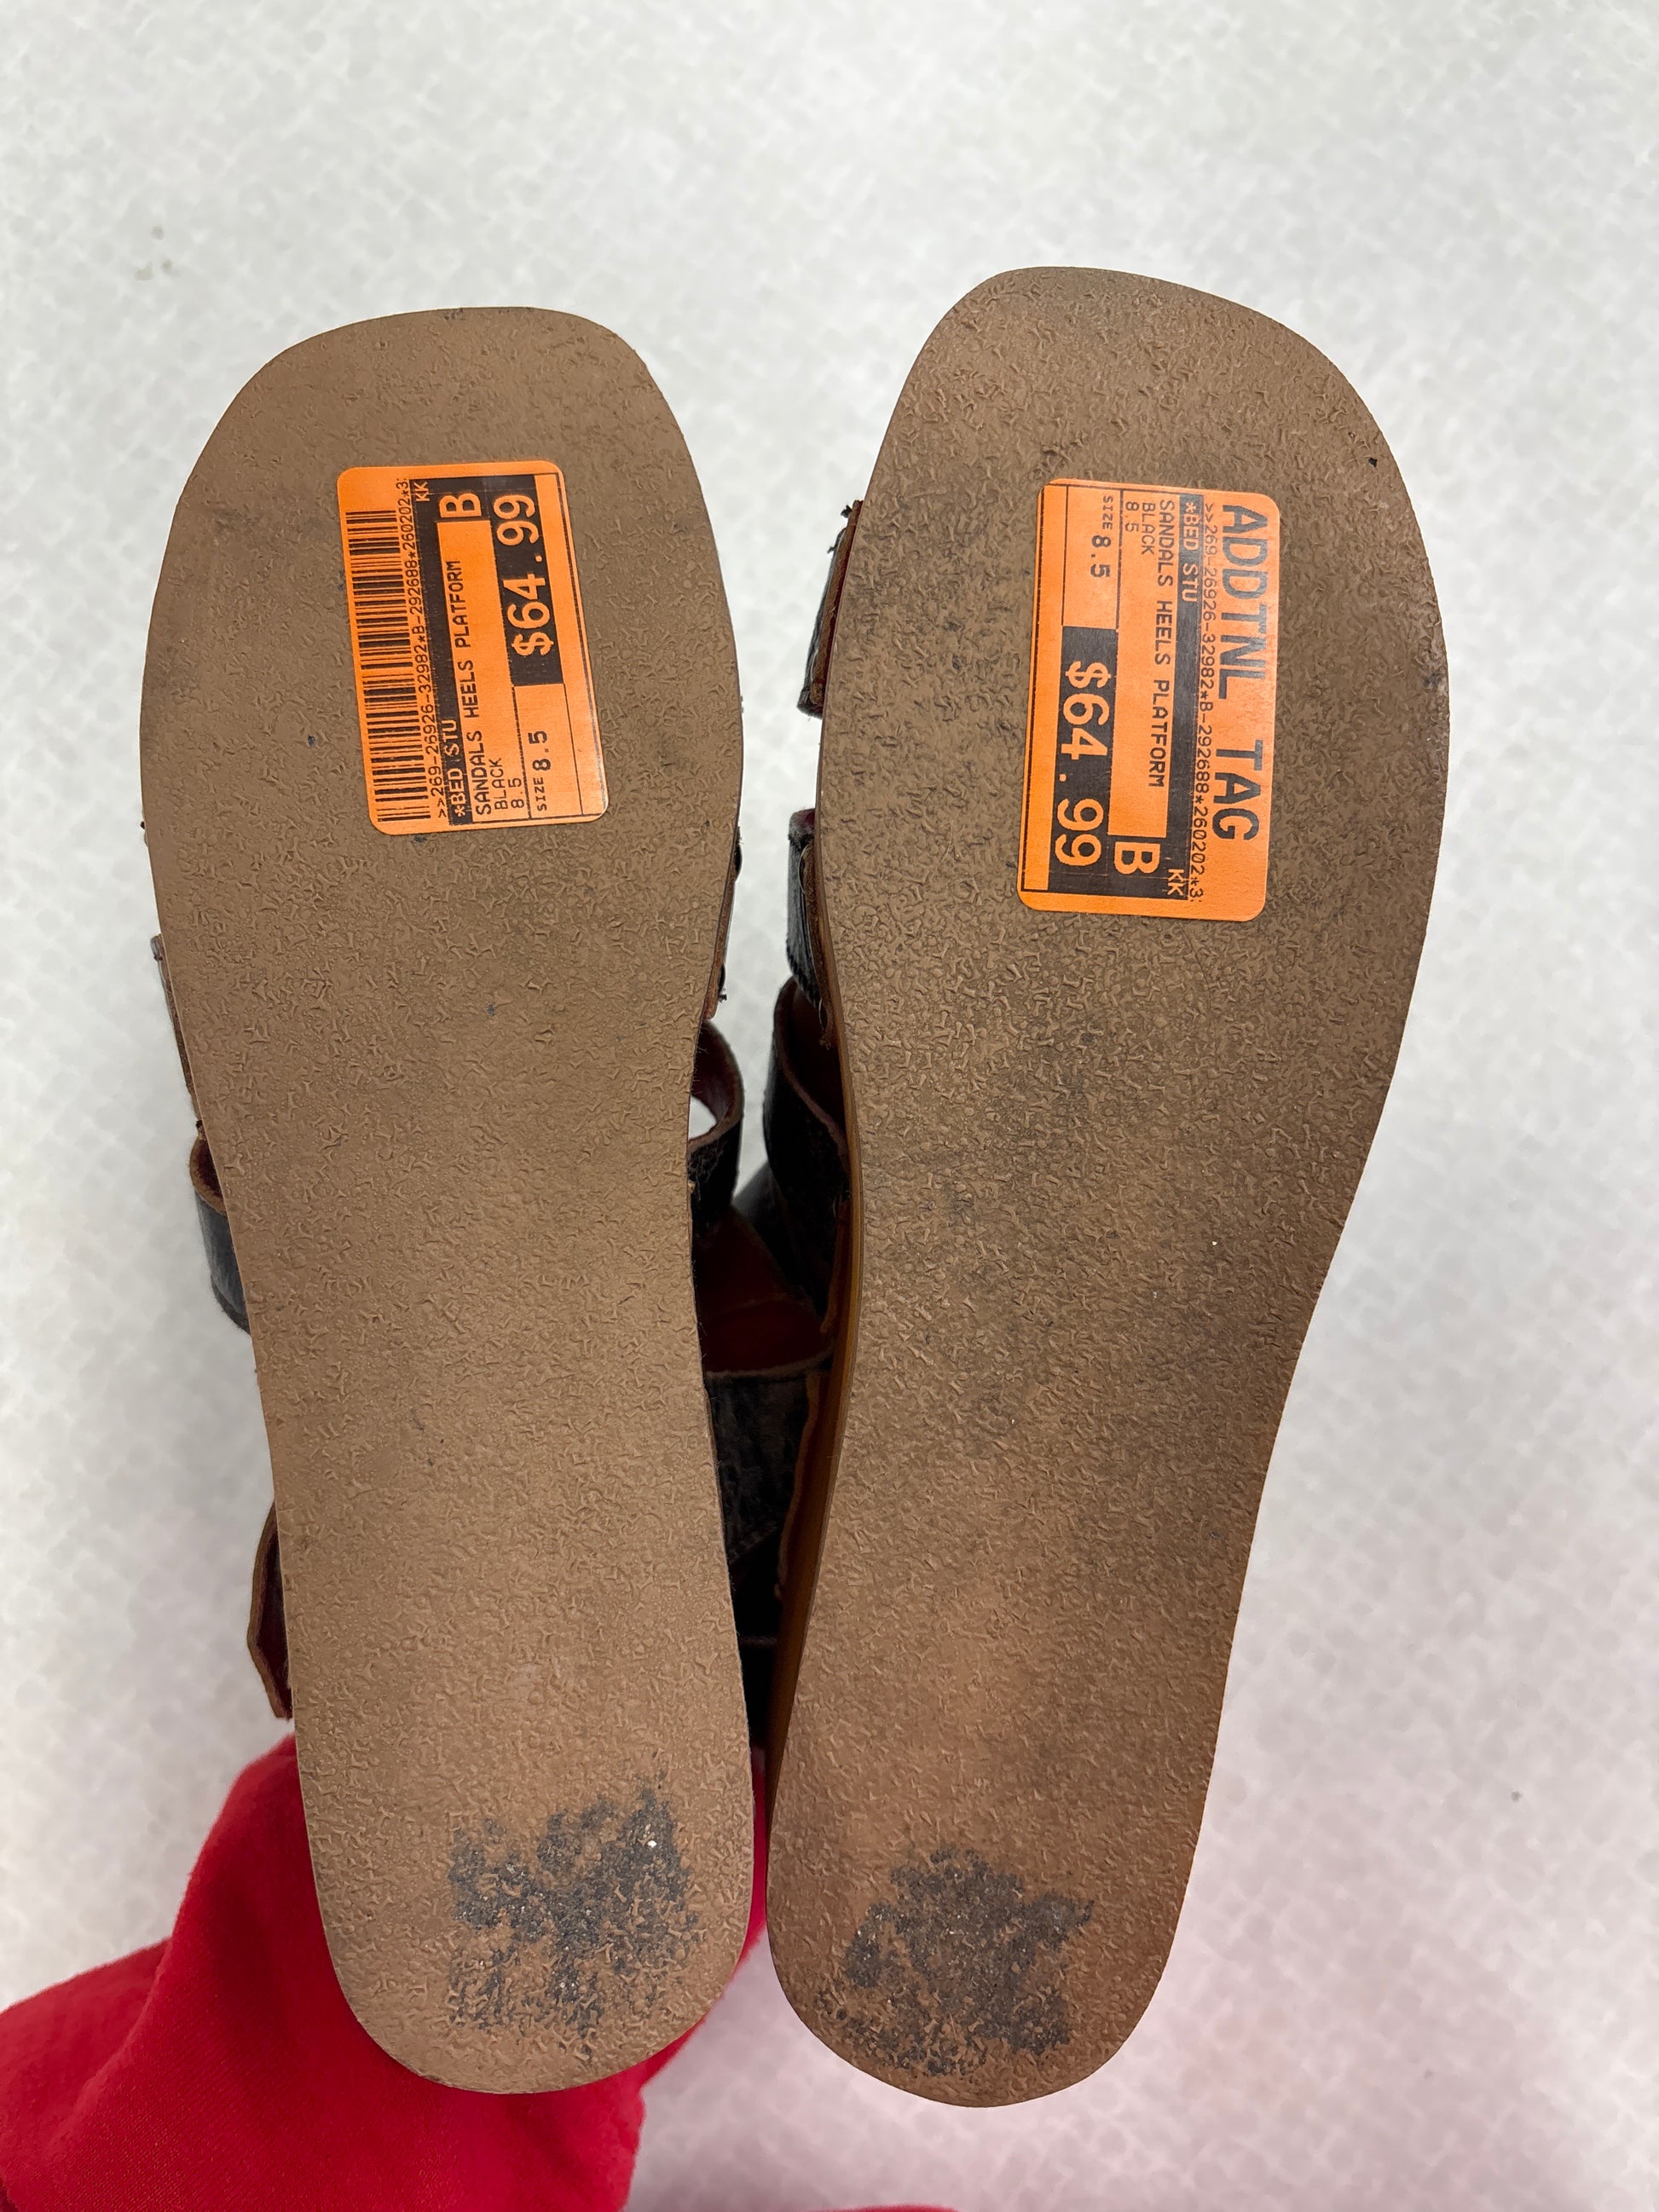 >>269-26926-32982*B-292688*260202*3:
KK
*BED STU
B
SANDALS HEELS PLATFORM
BLACK
8.5
SIZE 8.5
$64.99
ADDTNL TAG
>>269-26926-32982*B-292688*260202*3:
KK
*BED STU
B
SANDALS HEELS PLATFORM
BLACK
8.5
SIZE 8.5
$64.99